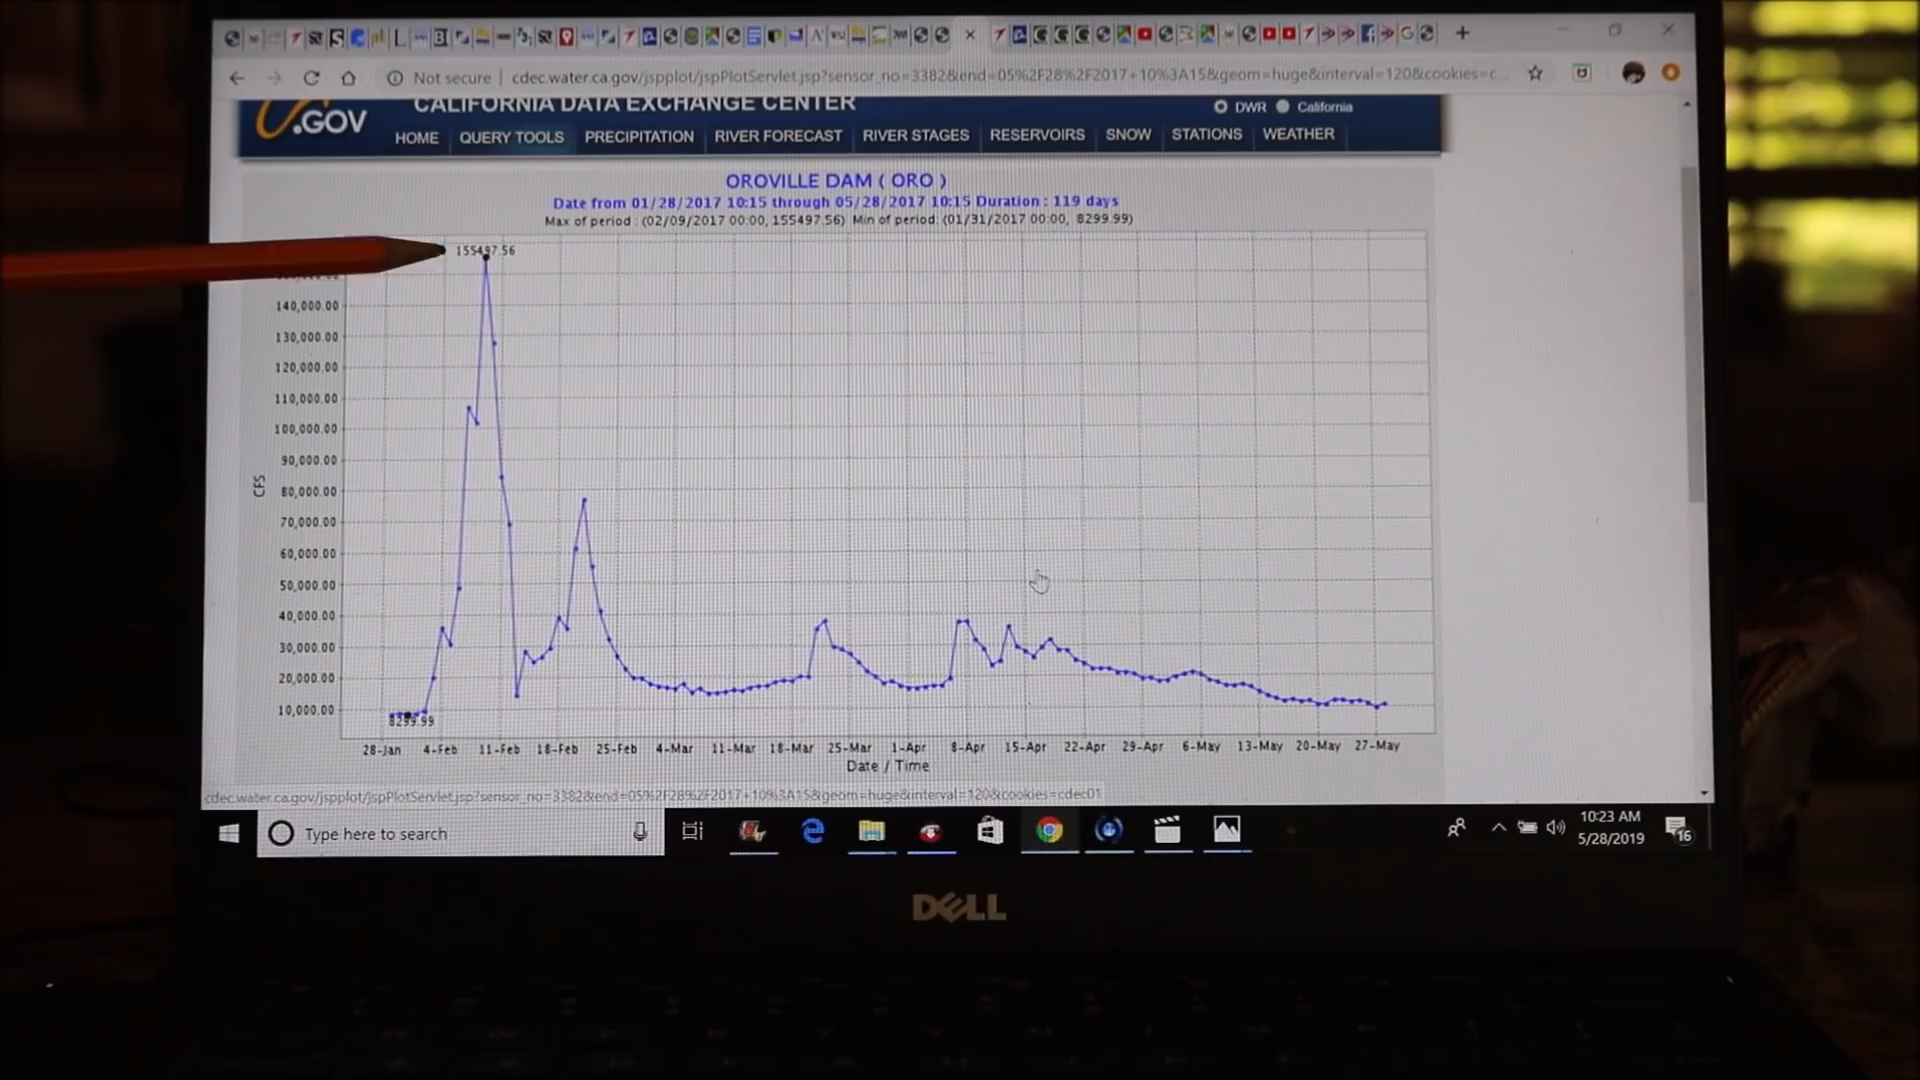 Not secure | cdec.water.ca.gov/jspplot/jspPlotServlet.jsp?sensor_no=3382&end=05%2F28%2F2017+10%3A15&geom=huge&interval=120&cookies=c...
.GOV
CALIFORNIA DATA EXCHANGE CENTER
DWR California
HOME QUERY TOOLS PRECIPITATION RIVER FORECAST RIVER STAGES RESERVOIRS SNOW STATIONS WEATHER
OROVILLE DAM ( ORO )
Date from 01/28/2017 10:15 through 05/28/2017 10:15 Duration : 119 days
Max of period : (02/09/2017 00:00, 155497.56) Min of period: (01/31/2017 00:00, 8299.99)
155497.56
140,000.00
130,000.00
120,000.00
110,000.00
100,000.00
90,000.00
80,000.00
70,000.00
60,000.00
50,000.00
40,000.00
30,000.00
20,000.00
10,000.00
CFS
8299.99
28-Jan 4-Feb 11-Feb 18-Feb 25-Feb 4-Mar 11-Mar 18-Mar 25-Mar 1-Apr 8-Apr 15-Apr 22-Apr 29-Apr 6-May 13-May 20-May 27-May
Date / Time
cdec.water.ca.gov/jspplot/jspPlotServlet.jsp?sensor_no=3382&end=05%2F28%2F2017+10%3A15&geom=huge&interval=120&cookies=cdec01
Type here to search
10:23 AM
5/28/2019
16
DELL